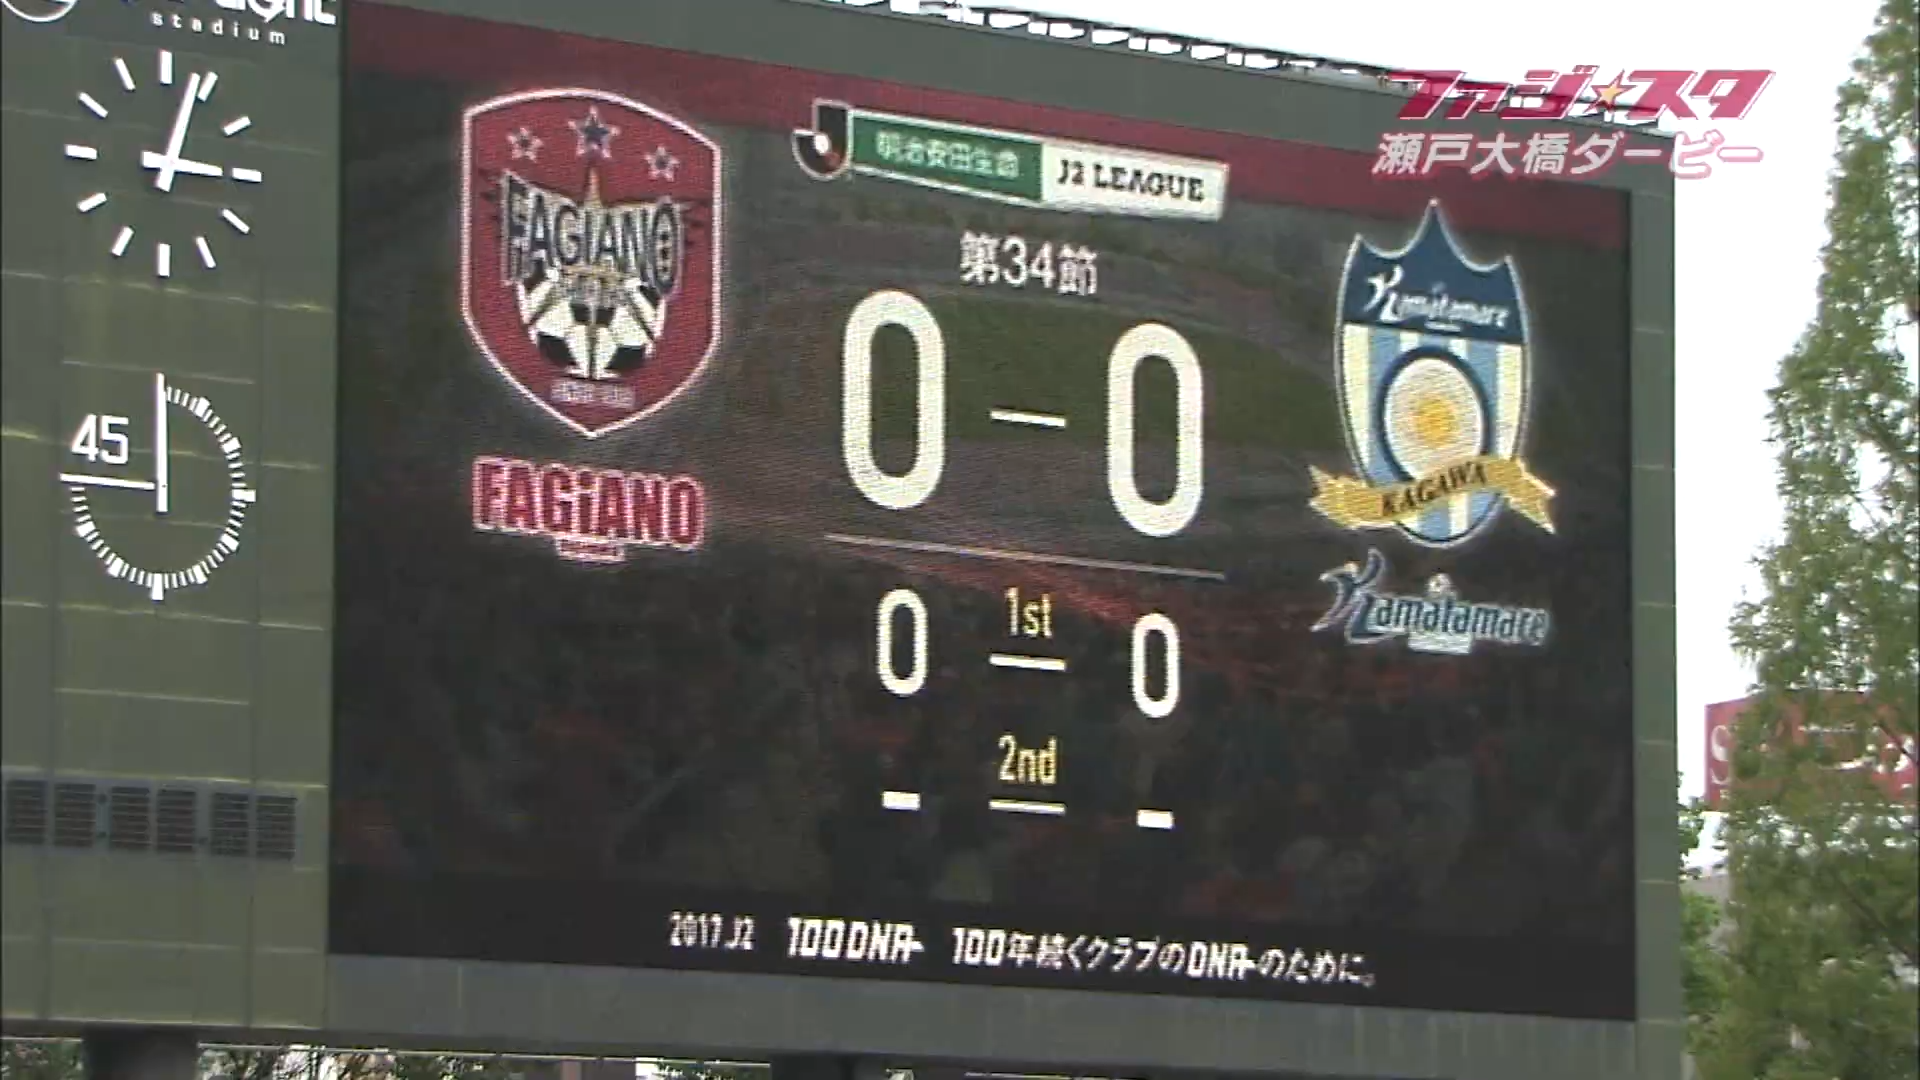 stadium
ファジ★スタ
瀬戸大橋ダービー
明治安田生命 J2 LEAGUE
第34節
FAGIANO
Kamatamare
KAGAWA
0 - 0
FAGiANO
Kamatamare
45
1st
0 - 0
2nd
- - -
2017 J2 100DNA 100年続くクラブのDNAのために。